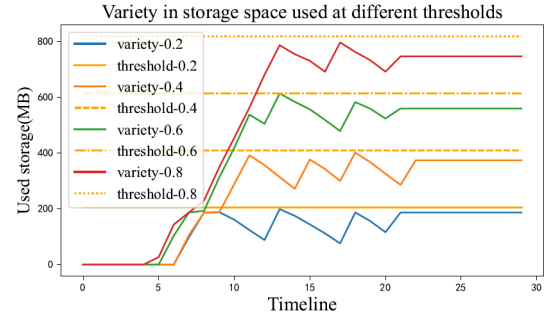 Variety in storage space used at different thresholds
Used storage(MB)
800
600
400
200
0
variety-0.2
threshold-0.2
variety-0.4
threshold-0.4
variety-0.6
threshold-0.6
variety-0.8
threshold-0.8
0 5 10 15 20 25 30
Timeline